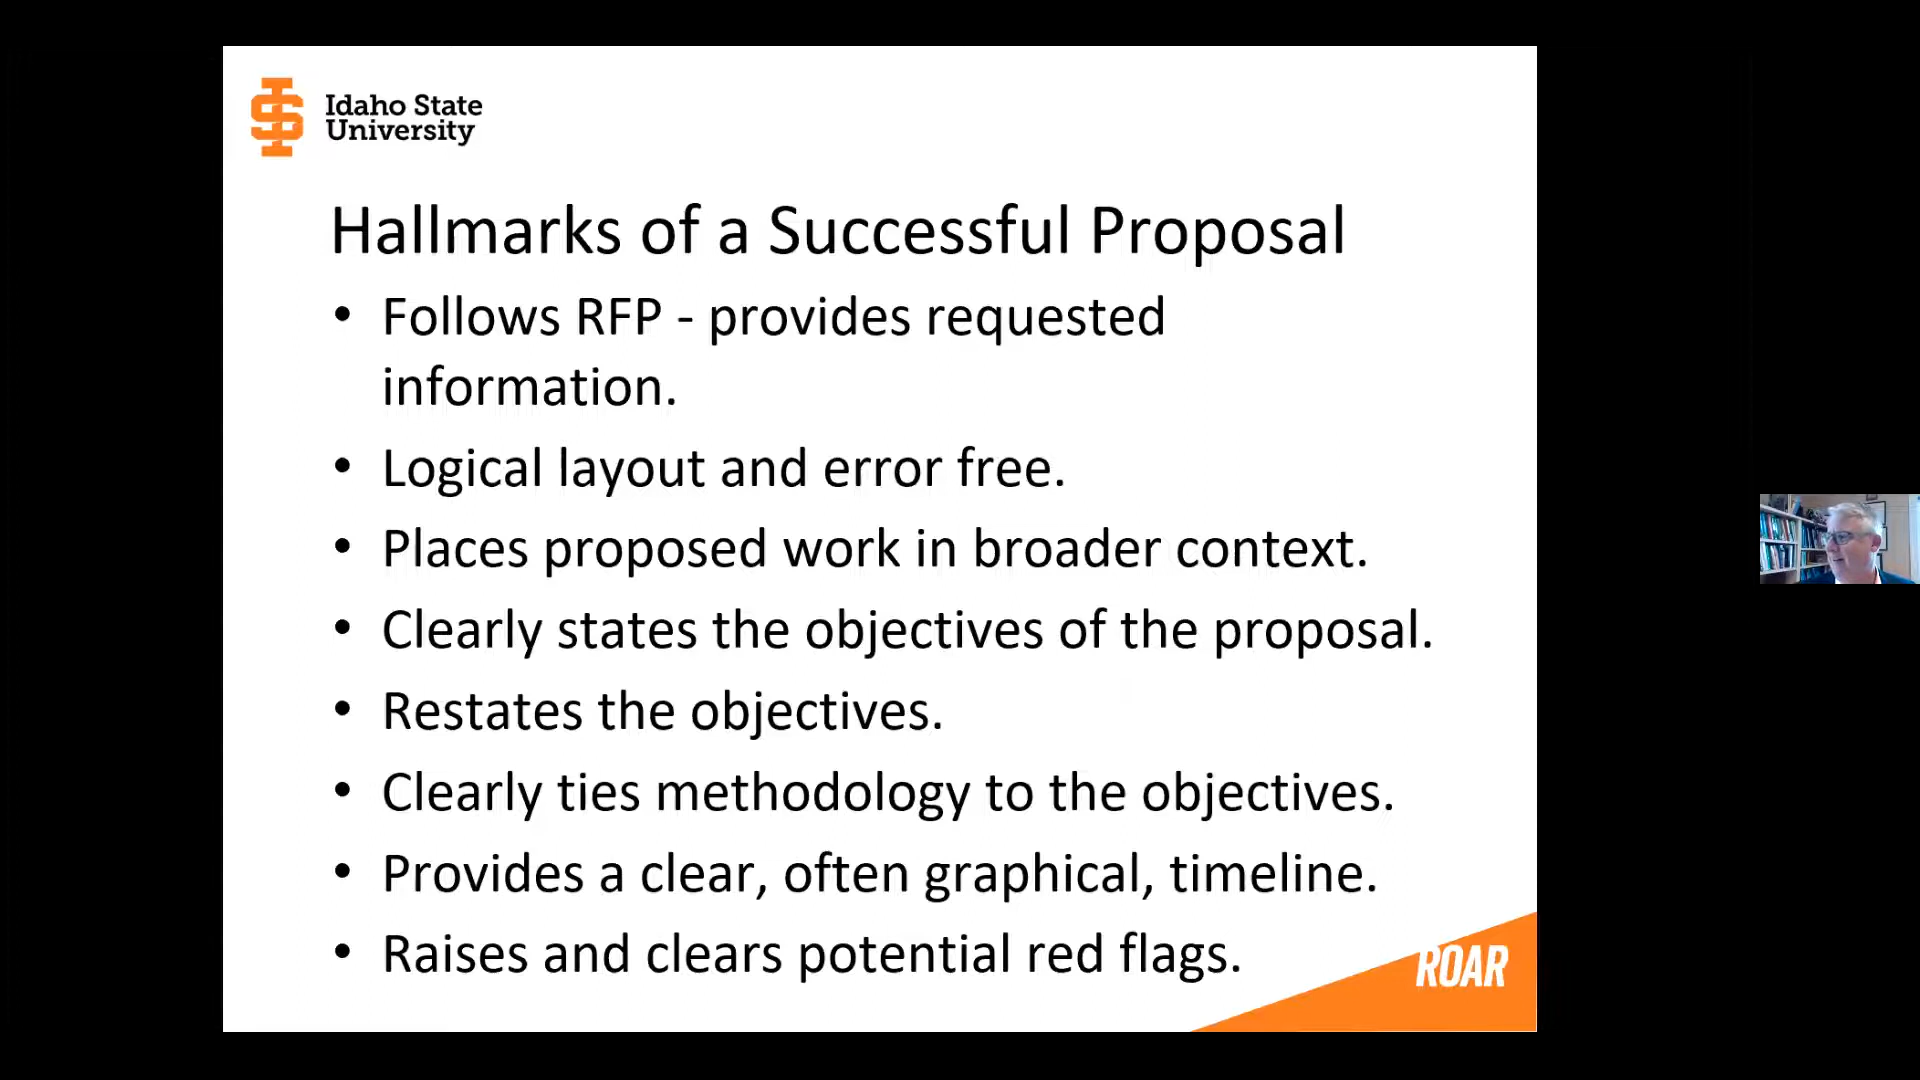 Idaho State
University
Hallmarks of a Successful Proposal
• Follows RFP - provides requested
information.
• Logical layout and error free.
• Places proposed work in broader context.
• Clearly states the objectives of the proposal.
• Restates the objectives.
• Clearly ties methodology to the objectives.
• Provides a clear, often graphical, timeline.
• Raises and clears potential red flags.
ROAR